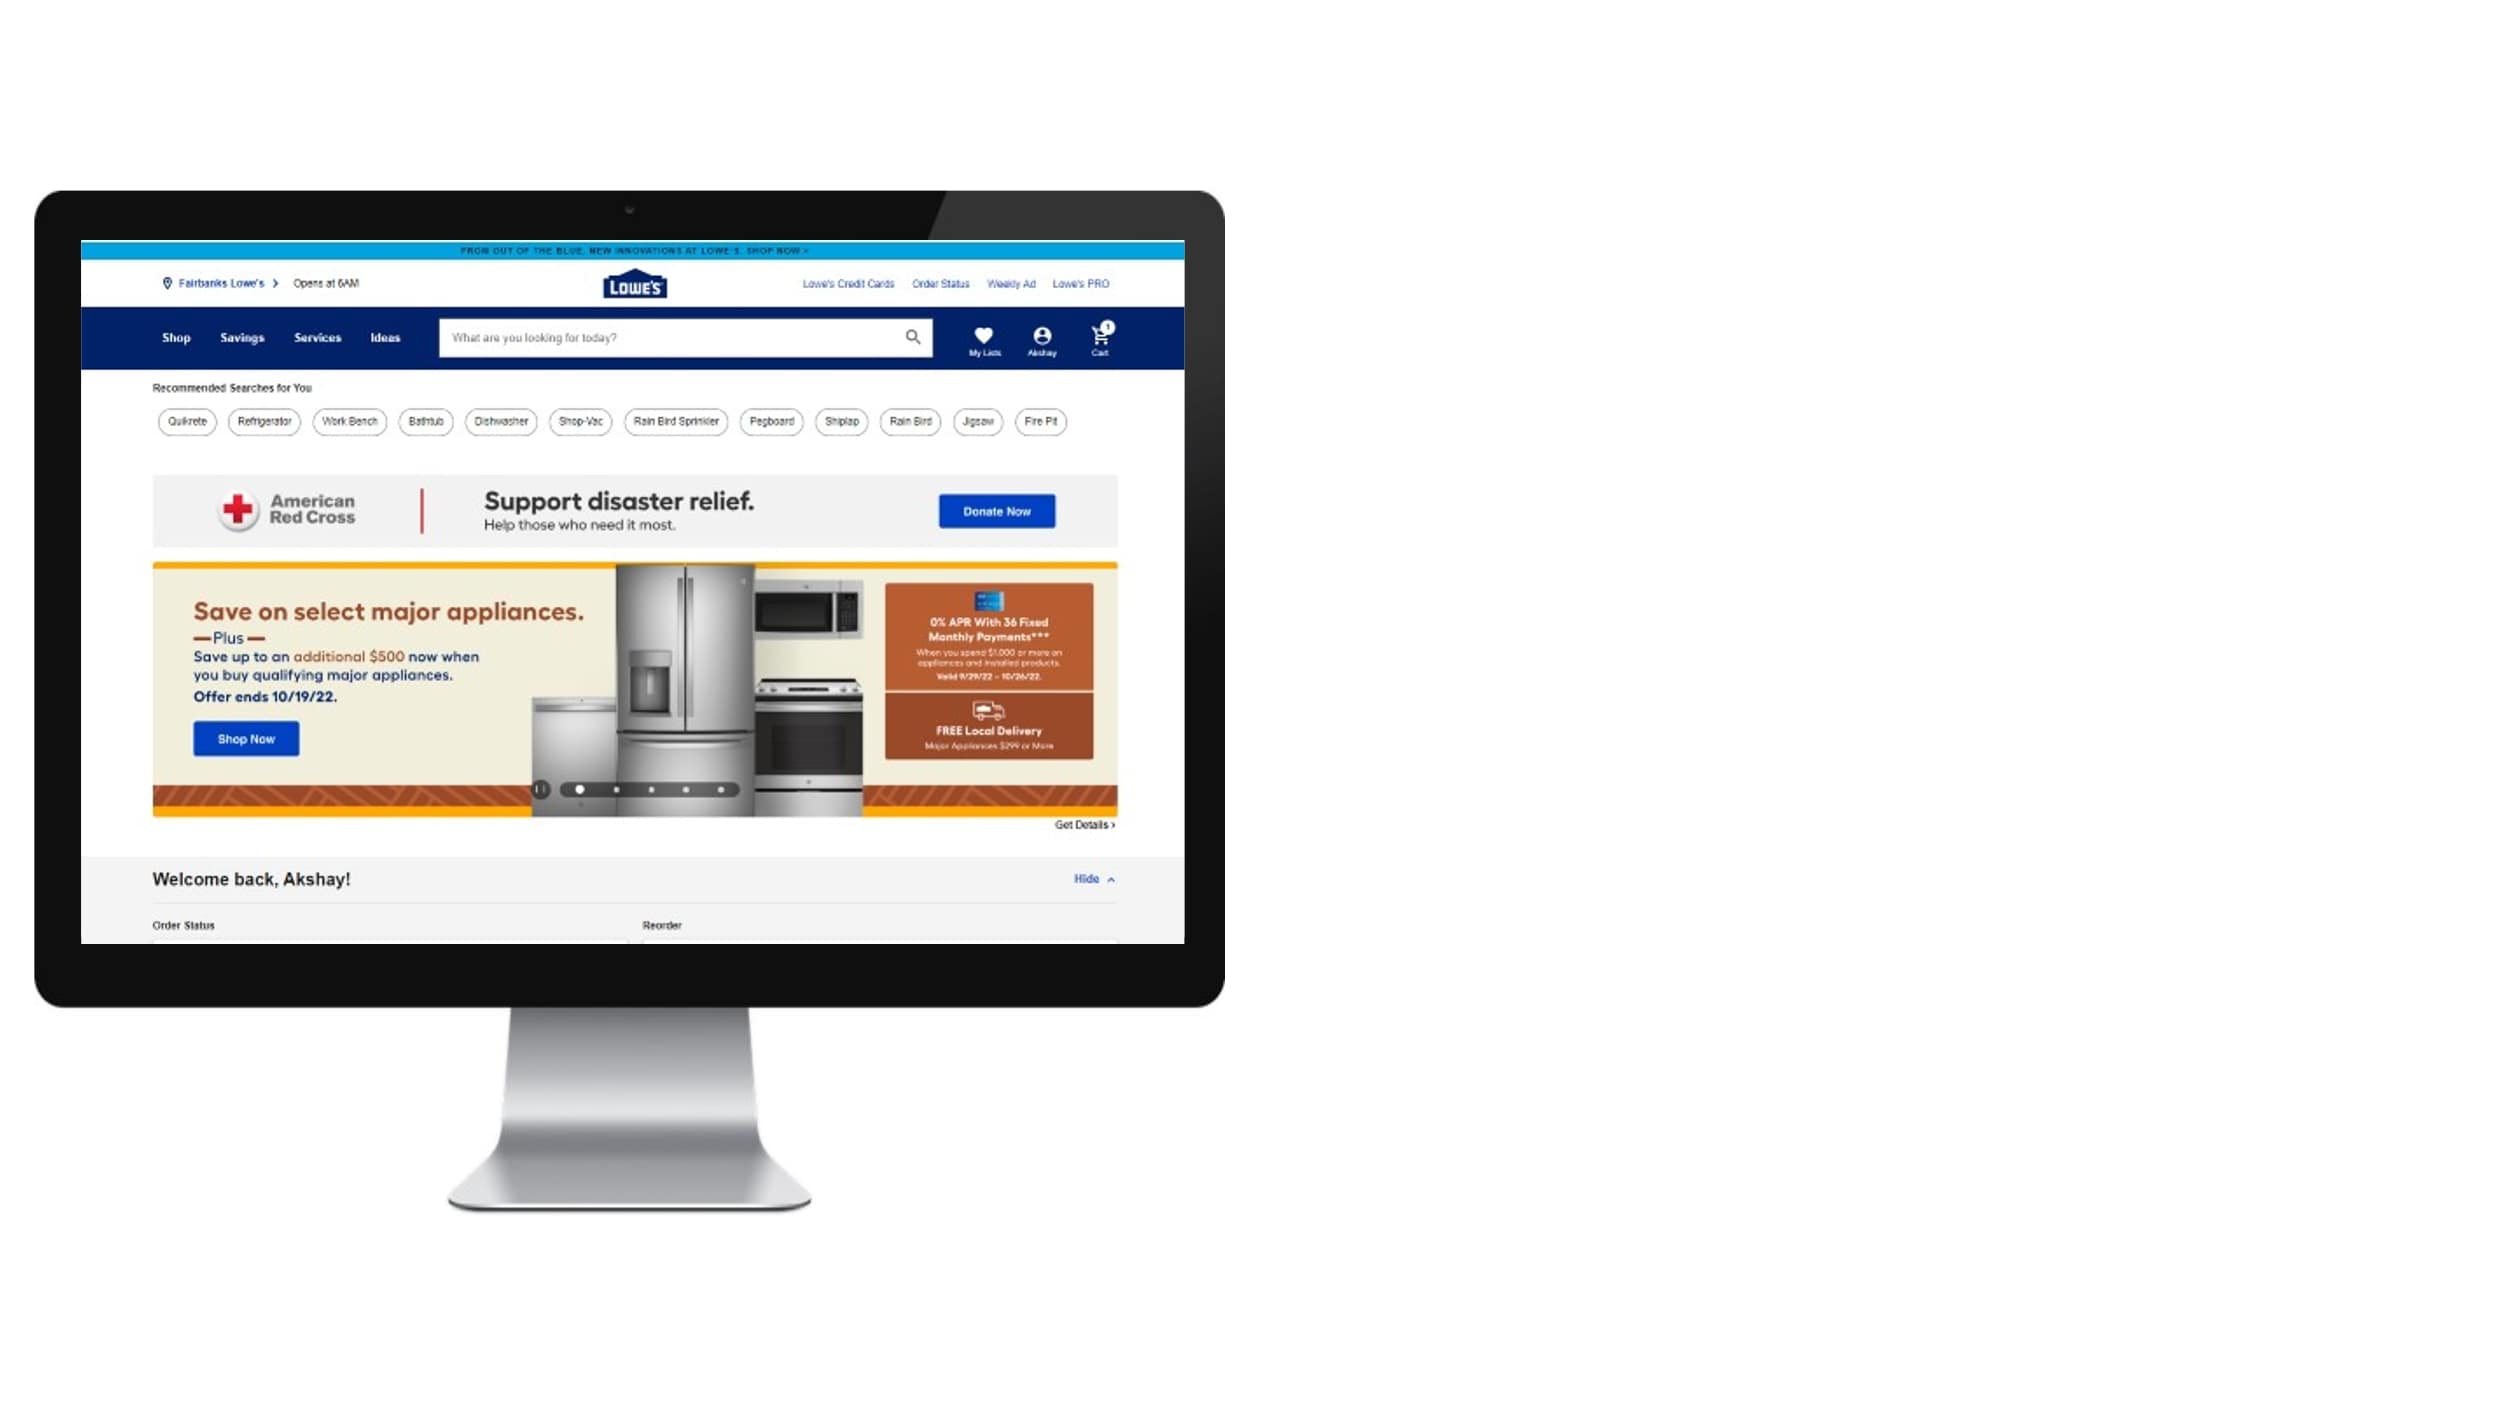 FROM OUT OF THE BLUE, NEW INNOVATIONS AT LOWE'S. SHOP NOW >
Fairbanks Lowe's > Opens at 6AM
LOWE'S
Lowe's Credit Cards Order Status Weekly Ad Lowe's PRO
Shop Savings Services Ideas
What are you looking for today?
My Lists Akshay Cart
1
Recommended Searches for You
Quikrete Refrigerator Work Bench Bathtub Dishwasher Shop-Vac Rain Bird Sprinkler Pegboard Shiplap Rain Bird Jigsaw Fire Pit
American
Red Cross
Support disaster relief.
Help those who need it most.
Donate Now
Save on select major appliances.
Plus
Save up to an additional $500 now when
you buy qualifying major appliances.
Offer ends 10/19/22.
Shop Now
0% APR With 36 Fixed
Monthly Payments***
When you spend $1,000 or more on
appliances and installed products.
Valid 9/29/22 – 10/26/22.
FREE Local Delivery
Major Appliances $299 or More
Get Details >
Welcome back, Akshay!
Hide
Order Status
Reorder